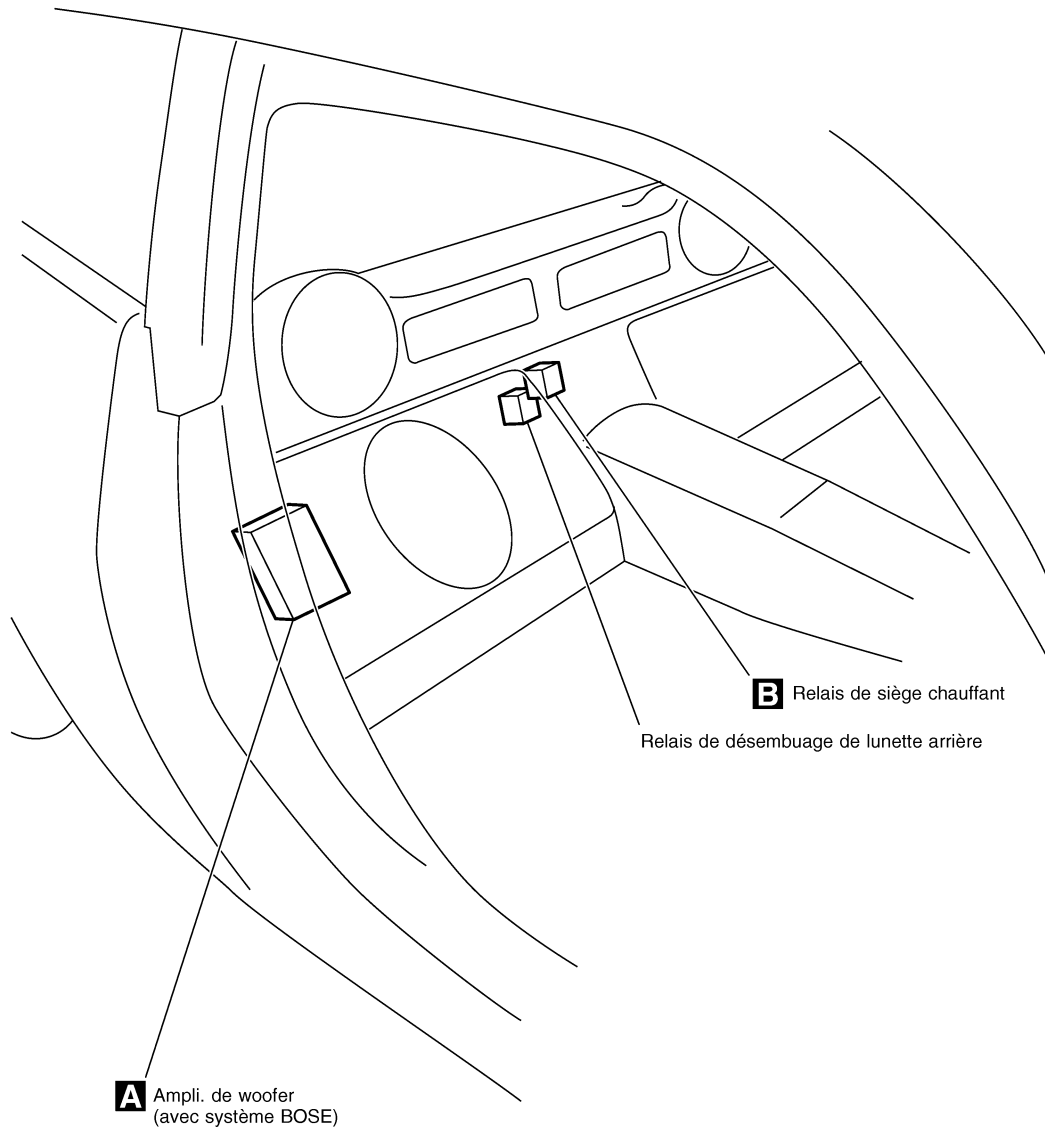 B Relais de siège chauffant
Relais de désembuage de lunette arrière
A Ampli. de woofer
(avec système BOSE)